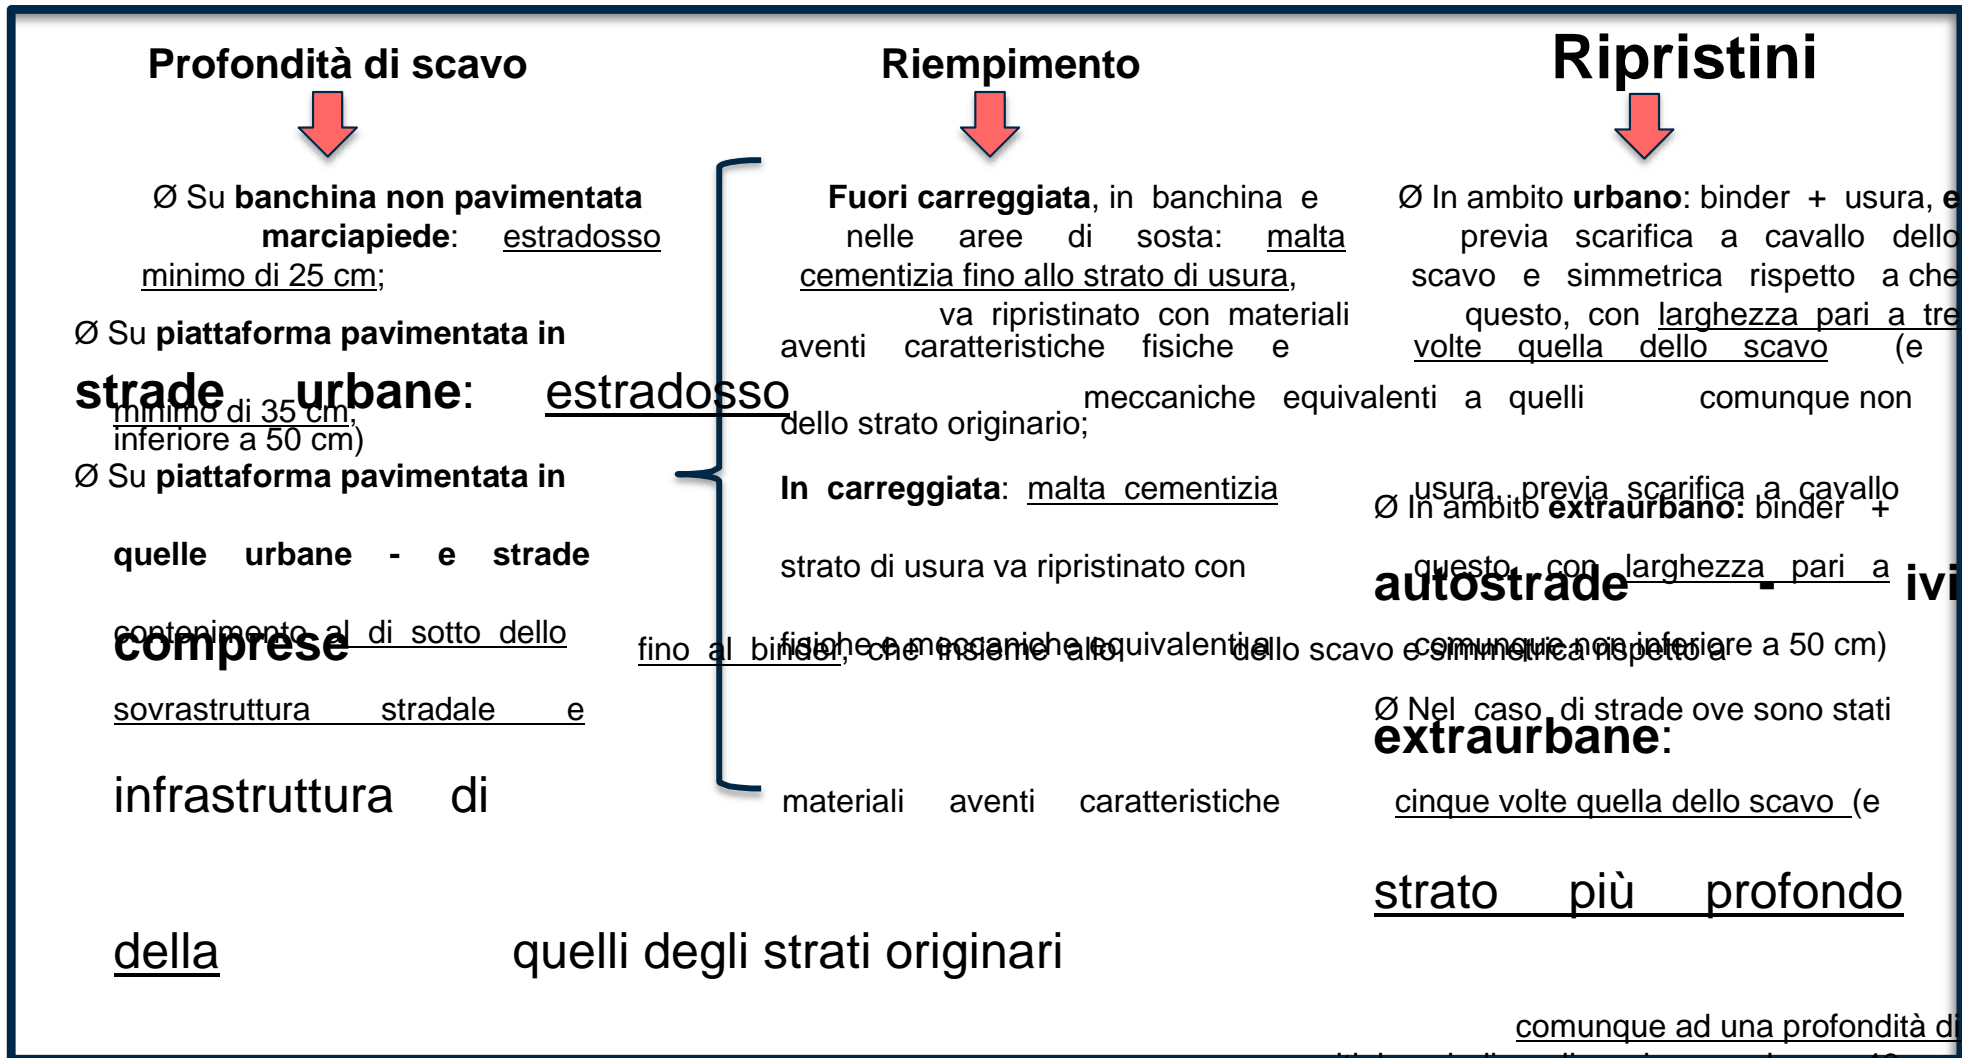 Profondità di scavo
Riempimento
Ripristini
Ø Su banchina non pavimentata
marciapiede: estradosso
minimo di 25 cm;
Ø Su piattaforma pavimentata in
strade urbane: estradosso
minimo di 35 cm;
inferiore a 50 cm)
Ø Su piattaforma pavimentata in
quelle urbane - e strade
contenimento al di sotto dello
comprese
sovrastruttura stradale e
infrastruttura di
della
Fuori carreggiata, in banchina e
nelle aree di sosta: malta
cementizia fino allo strato di usura,
va ripristinato con materiali
aventi caratteristiche fisiche e
meccaniche equivalenti a quelli
dello strato originario;
In carreggiata: malta cementizia
strato di usura va ripristinato con
fino al binder, che insieme allo
fisiche e meccaniche equivalenti a
materiali aventi caratteristiche
quelli degli strati originari
Ø In ambito urbano: binder + usura, e
previa scarifica a cavallo dello
scavo e simmetrica rispetto a che
questo, con larghezza pari a tre
volte quella dello scavo (e
comunque non
usura, previa scarifica a cavallo
Ø In ambito extraurbano: binder +
questo, con larghezza pari a
autostrade - ivi
dello scavo e simmetrica rispetto a
comunque non inferiore a 50 cm)
Ø Nel caso di strade ove sono stati
extraurbane:
cinque volte quella dello scavo (e
strato più profondo
comunque ad una profondità di